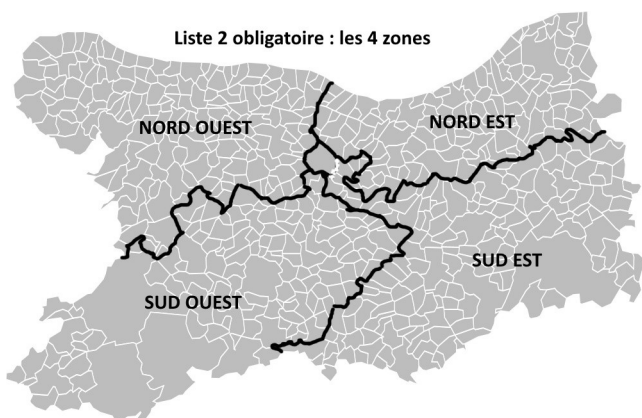 Liste 2 obligatoire : les 4 zones
NORD OUEST
NORD EST
SUD EST
SUD OUEST